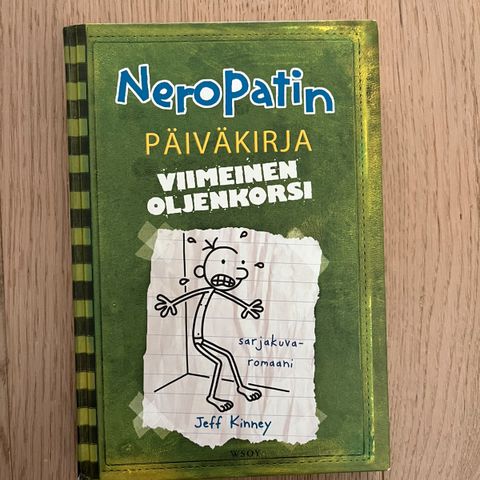 Neropatin
PÄIVÄKIRJA
VIIMEINEN
OLJENKORSI
sarjakuva-
romaani
Jeff Kinney
WSOY